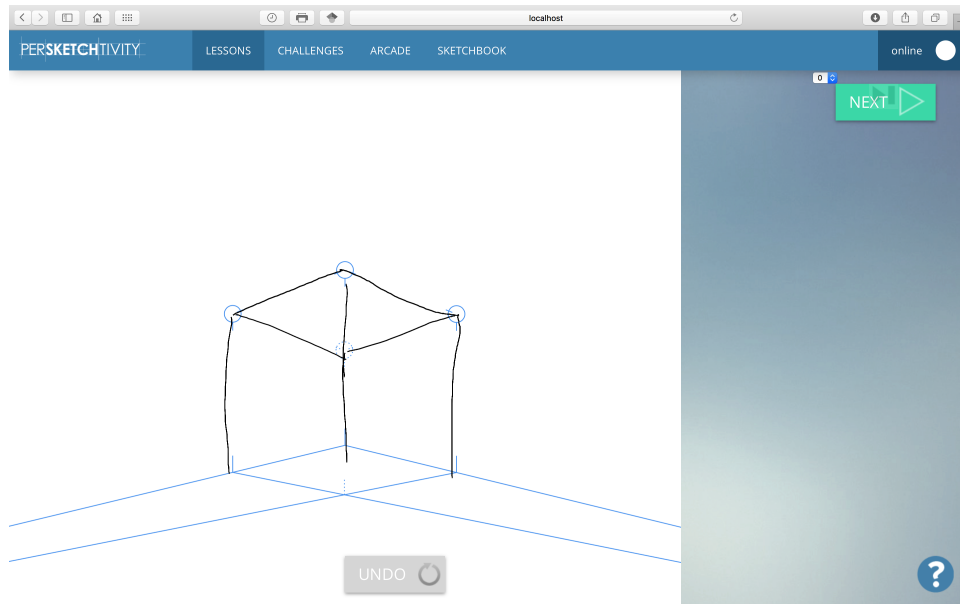 localhost
PERSKETCHTIVITY
LESSONS
CHALLENGES
ARCADE
SKETCHBOOK
online
0
NEXT
UNDO
?